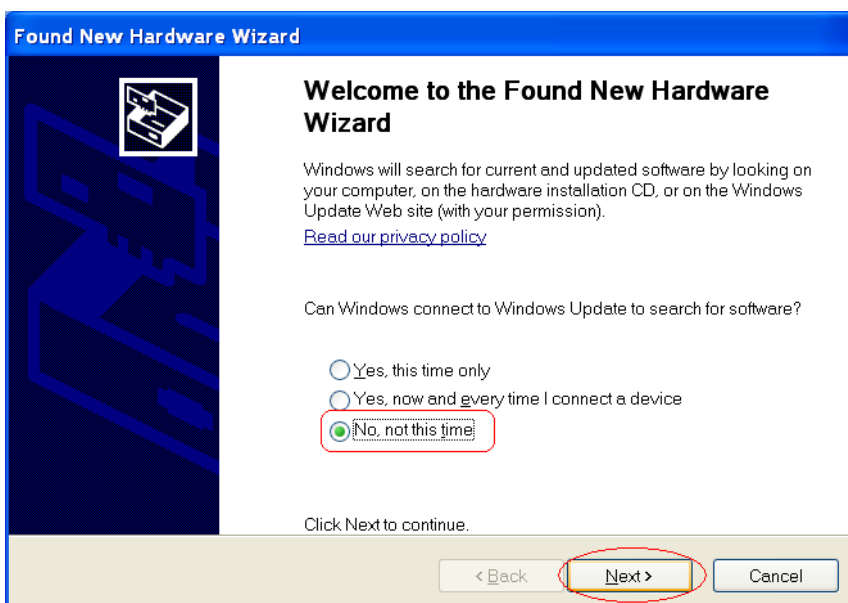 Found New Hardware Wizard
Welcome to the Found New Hardware
Wizard
Windows will search for current and updated software by looking on
your computer, on the hardware installation CD, or on the Windows
Update Web site (with your permission).
Read our privacy policy
Can Windows connect to Windows Update to search for software?
Yes, this time only
Yes, now and every time I connect a device
No, not this time
Click Next to continue.
< Back Next > Cancel